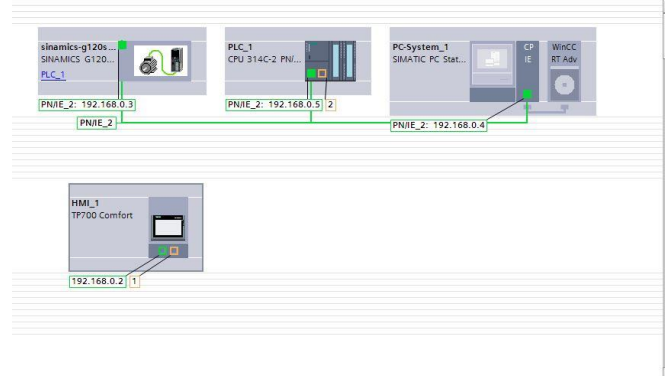 sinamics-g120s...
SINAMICS G120...
PLC_1
PN/IE_2: 192.168.0.3
PN/IE_2
PLC_1
CPU 314C-2 PN/...
PN/IE_2: 192.168.0.5
2
PC-System_1
SIMATIC PC Stat...
CP
IE
WinCC
RT Adv
PN/IE_2: 192.168.0.4
HMI_1
TP700 Comfort
192.168.0.2
1